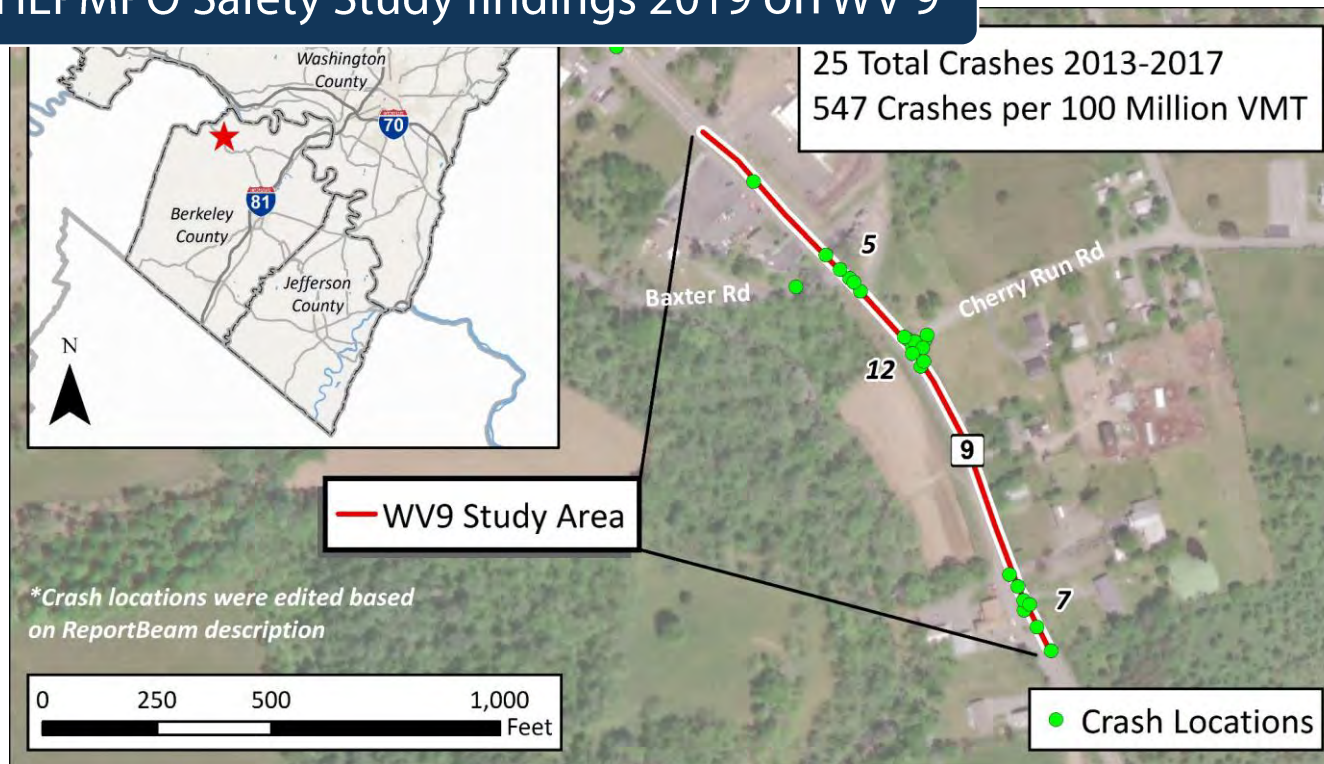 Safety Study findings 2019 on WV 9
25 Total Crashes 2013-2017
547 Crashes per 100 Million VMT
Washington
County
70
81
Berkeley
County
Jefferson
County
N
5
Baxter Rd
Cherry Run Rd
12
9
WV9 Study Area
7
*Crash locations were edited based
on ReportBeam description
0 250 500 1,000
Feet
Crash Locations